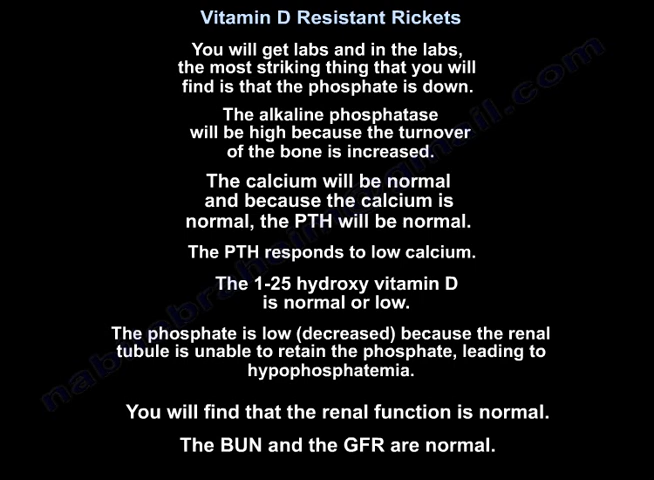 Vitamin D Resistant Rickets
You will get labs and in the labs,
the most striking thing that you will
find is that the phosphate is down.
The alkaline phosphatase
will be high because the turnover
of the bone is increased.
The calcium will be normal
and because the calcium is
normal, the PTH will be normal.
The PTH responds to low calcium.
The 1-25 hydroxy vitamin D
is normal or low.
The phosphate is low (decreased) because the renal
tubule is unable to retain the phosphate, leading to
hypophosphatemia.
You will find that the renal function is normal.
The BUN and the GFR are normal.